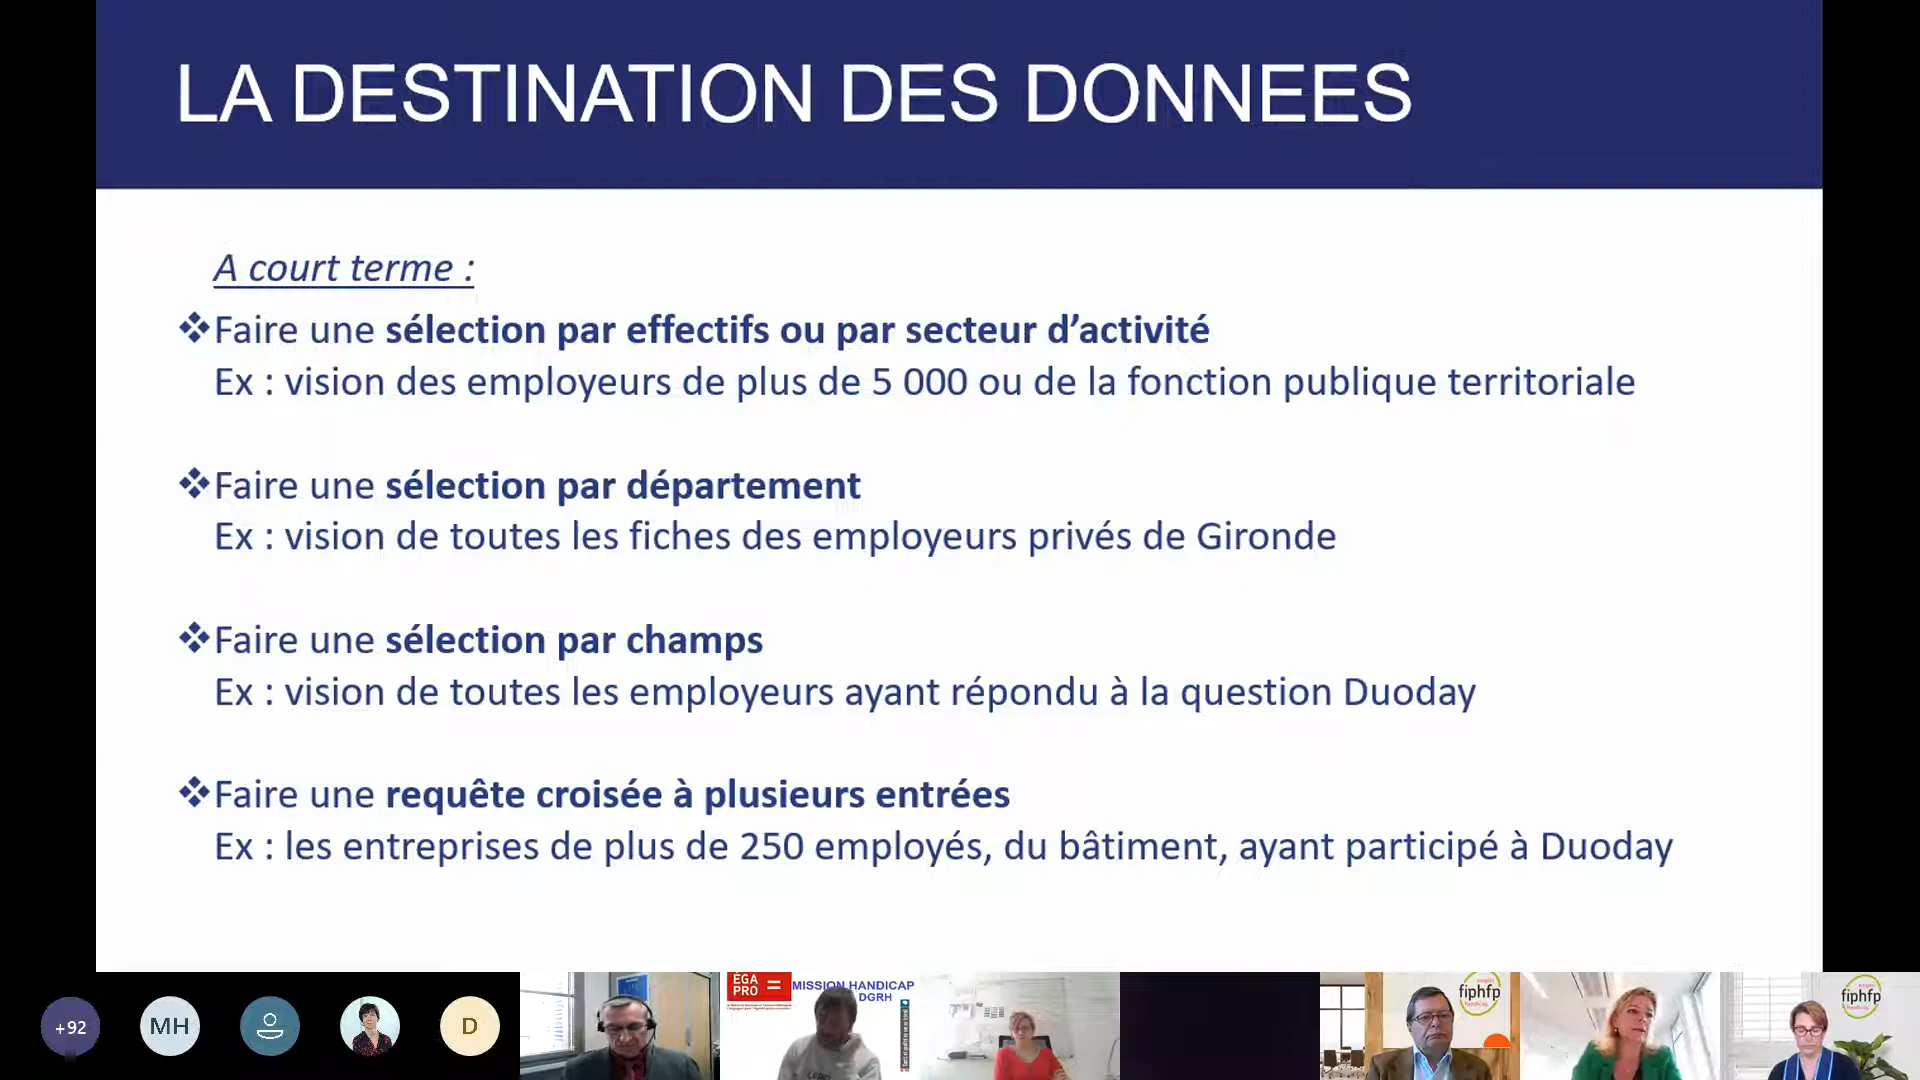 LA DESTINATION DES DONNEES
A court terme :
❖Faire une sélection par effectifs ou par secteur d’activité
Ex : vision des employeurs de plus de 5 000 ou de la fonction publique territoriale
❖Faire une sélection par département
Ex : vision de toutes les fiches des employeurs privés de Gironde
❖Faire une sélection par champs
Ex : vision de toutes les employeurs ayant répondu à la question Duoday
❖Faire une requête croisée à plusieurs entrées
Ex : les entreprises de plus de 250 employés, du bâtiment, ayant participé à Duoday
+92
MH
D
ÉGA
PRO =
MISSION HANDICAP
DGRH
fiphfp
fiphfp